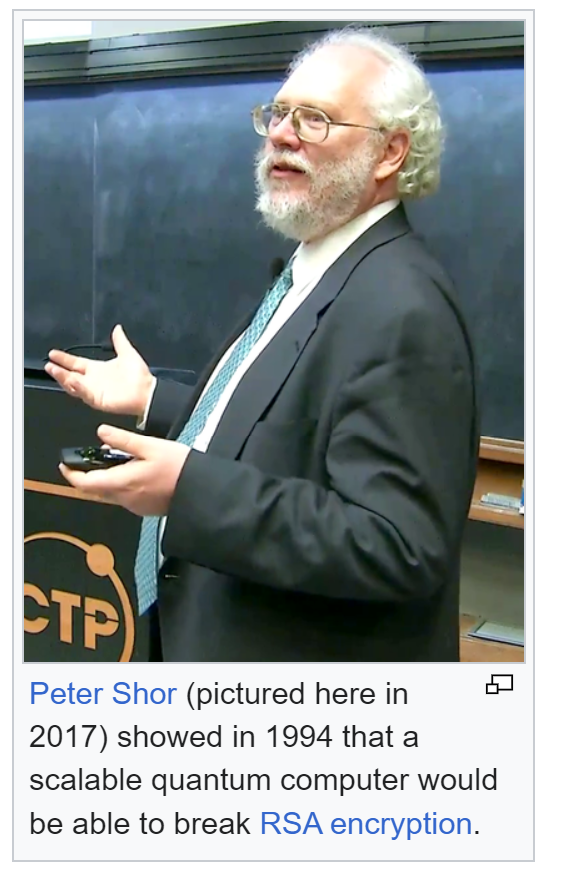 CTP
Peter Shor (pictured here in
2017) showed in 1994 that a
scalable quantum computer would
be able to break RSA encryption.